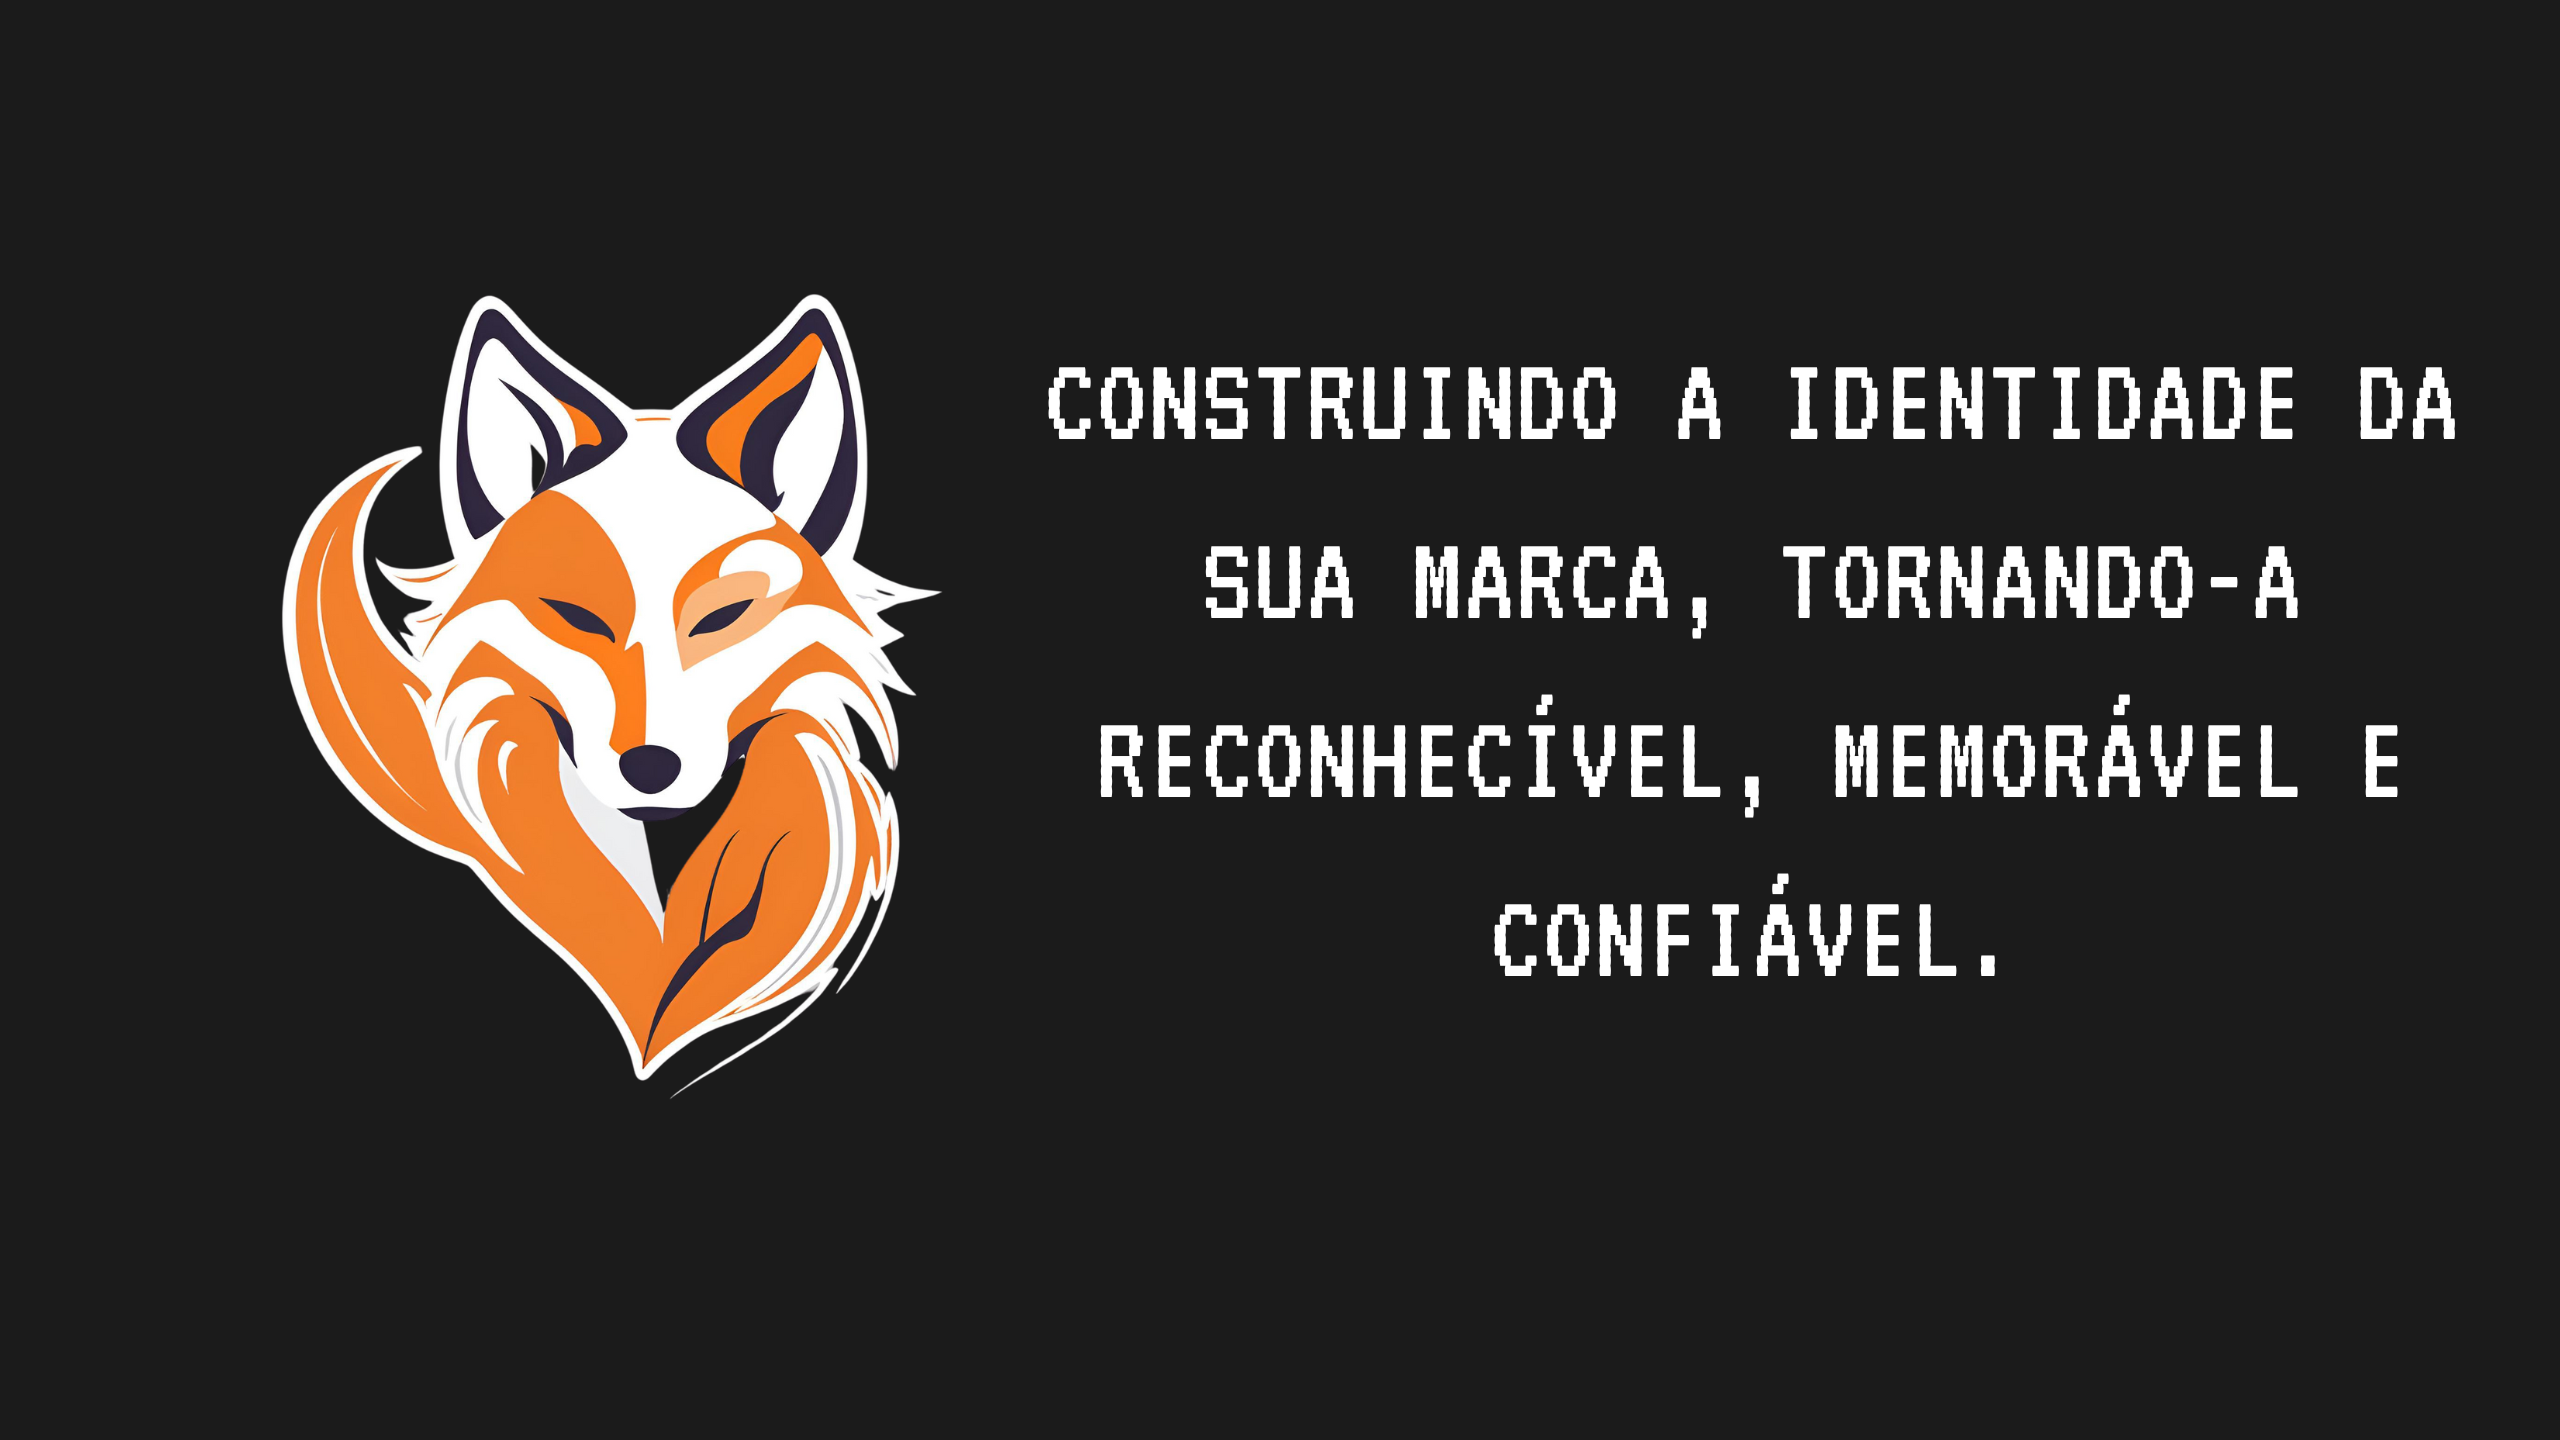 CONSTRUINDO A IDENTIDADE DA
SUA MARCA, TORNANDO-A
RECONHECÍVEL, MEMORÁVEL E
CONFIÁVEL.